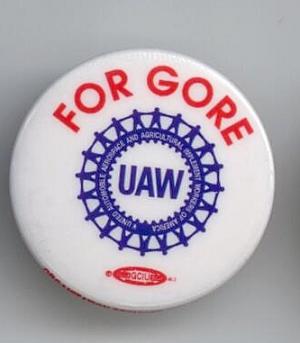 FOR GORE
UNITED AUTOMOBILE AEROSPACE AND AGRICULTURAL IMPLEMENT WORKERS OF AMERICA
UAW